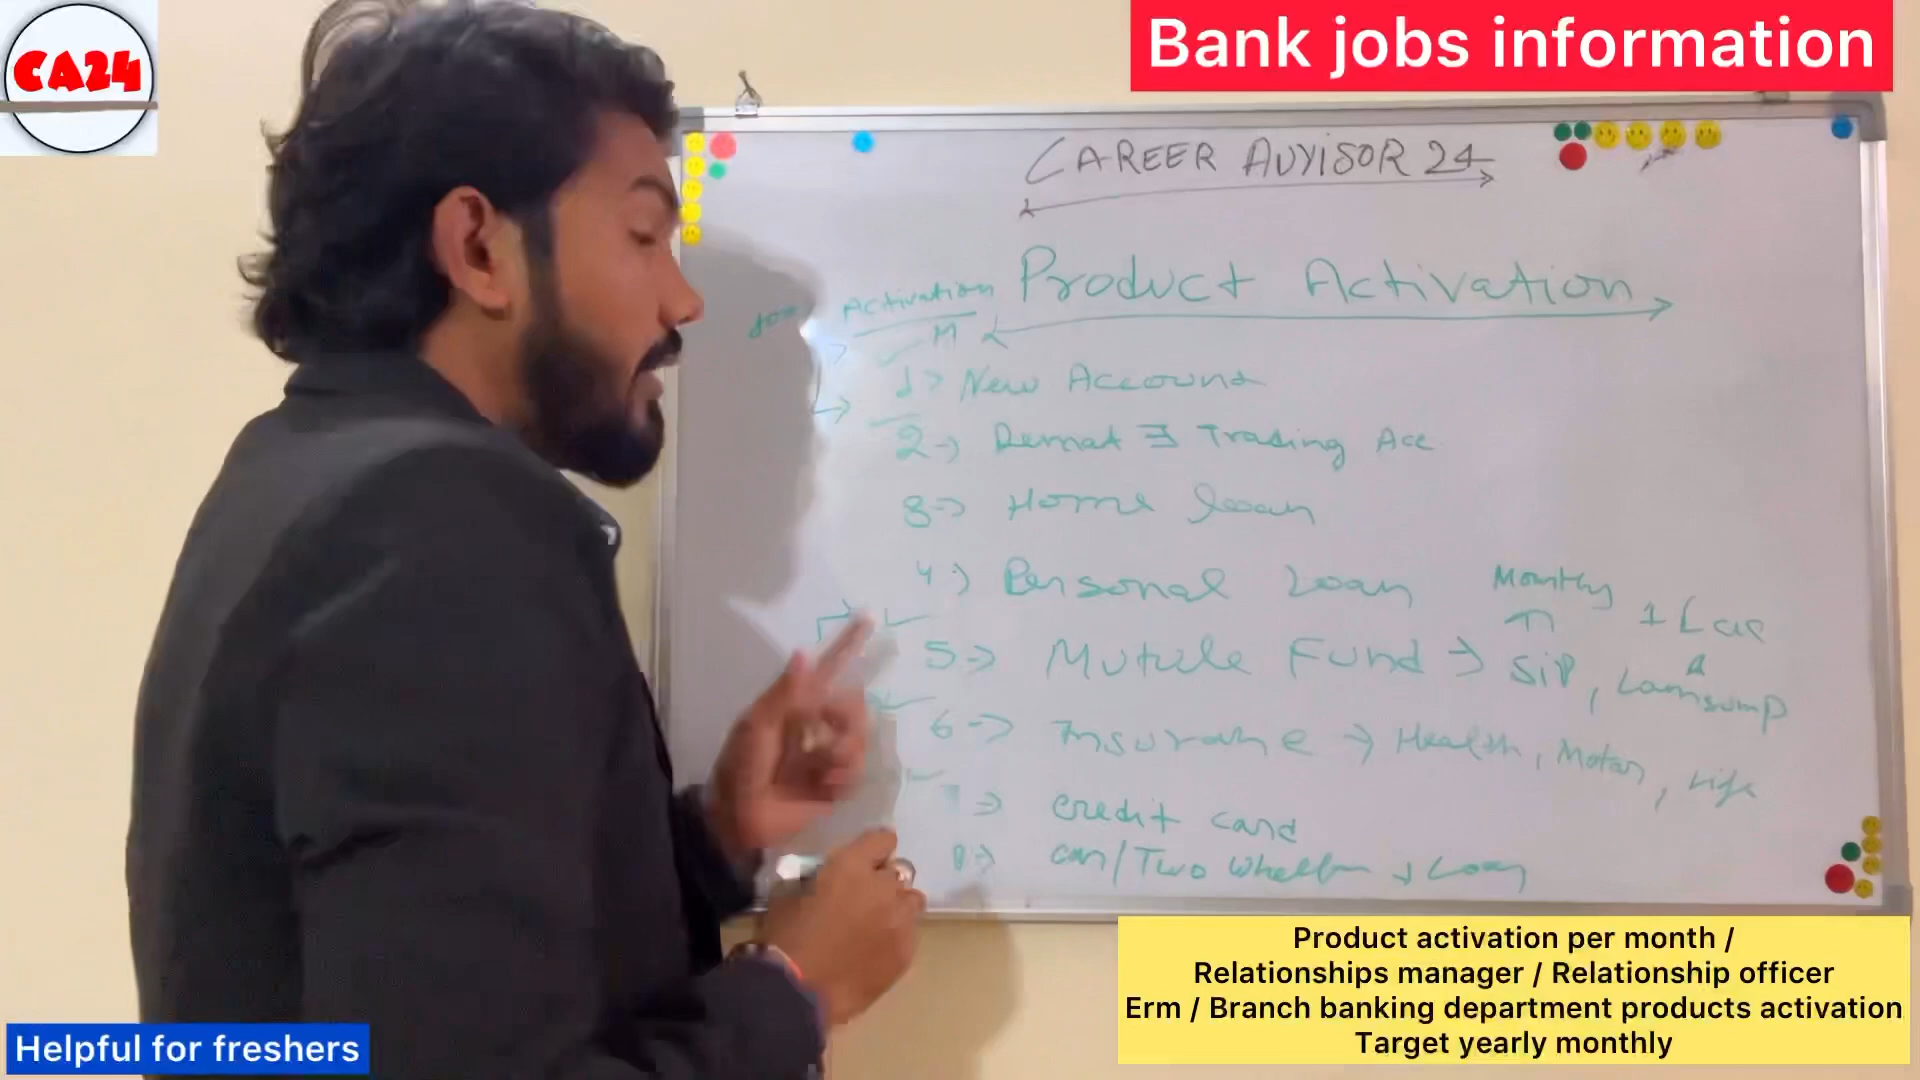 CA24
Bank jobs information
CAREER ADVISOR 24
Activation Product Activation
M
1> New Account
2-> Demat & Trading Acc
3-> Home loan
4-> Personal Loan
Monthly 1 Lac
5-> Mutule Fund -> SiP, Lamsump
6-> Insurance -> Health, Motar, Life
7-> credit card
8-> car/Two Wheeler Loan
Product activation per month /
Relationships manager / Relationship officer
Erm / Branch banking department products activation
Target yearly monthly
Helpful for freshers